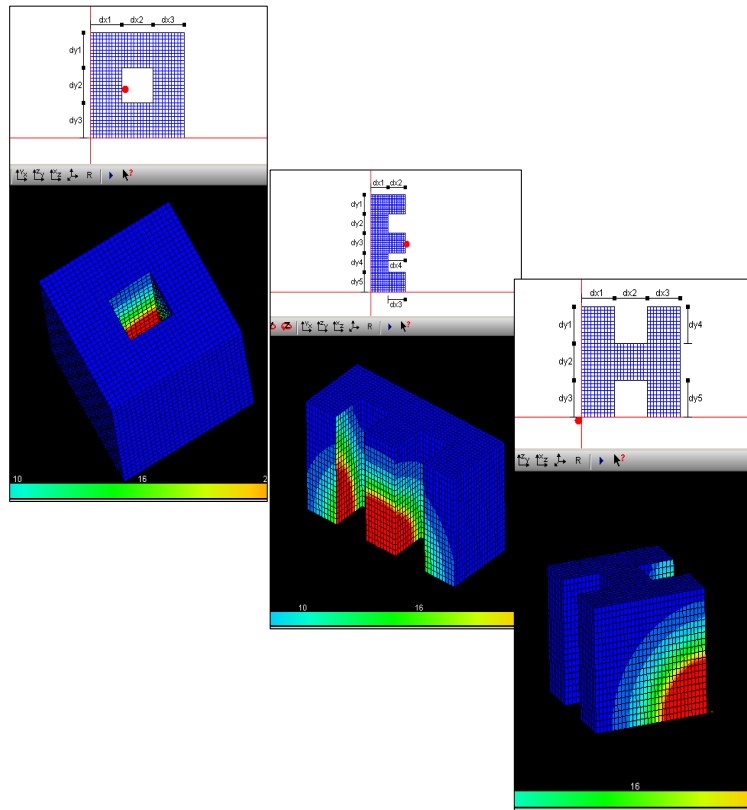 dx1 dx2 dx3
dy1
dy2
dy3
R ?
10 16 2
dx1 dx2
dy1
dy2
dy3
dy4 dx4
dy5
dx3
R ?
10 16
dx1 dx2 dx3
dy1 dy4
dy2
dy3 dy5
R ?
16